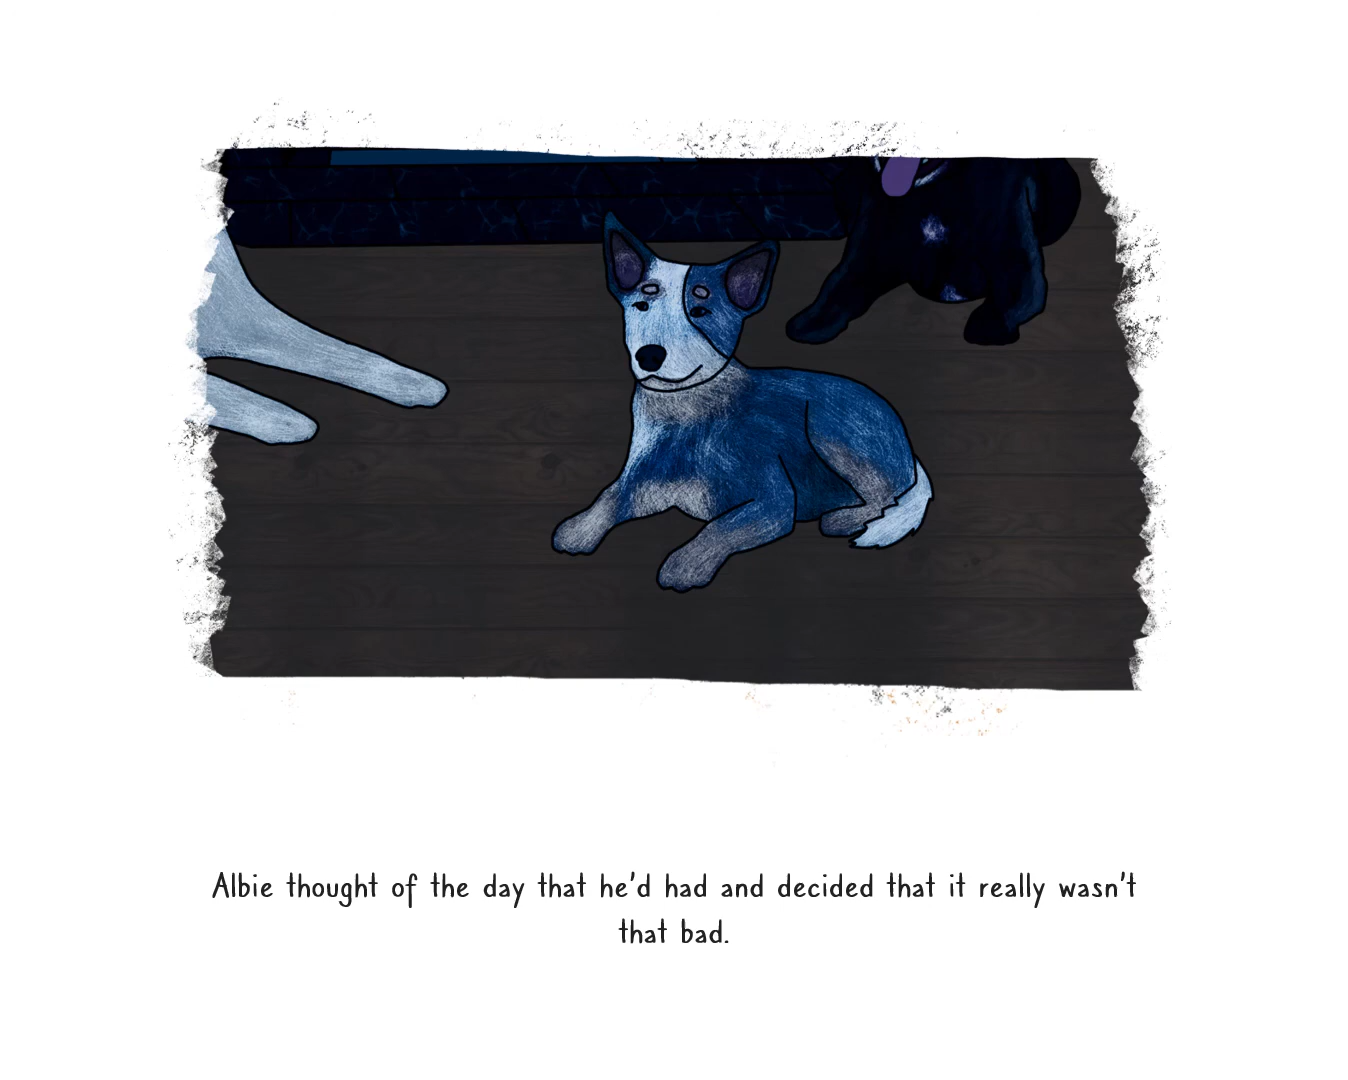 Albie thought of the day that he'd had and decided that it really wasn't
that bad.